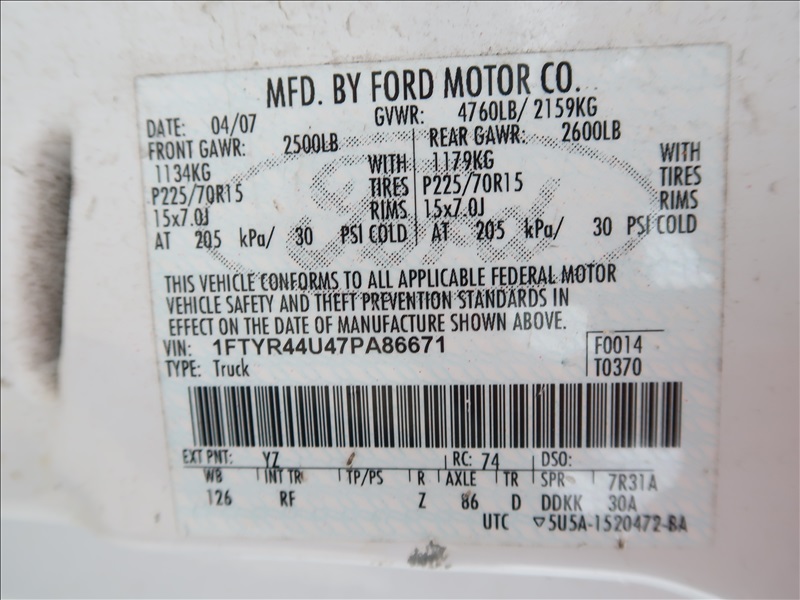 MFD. BY FORD MOTOR CO.
DATE: 04/07 GVWR: 4760LB/ 2159KG
FRONT GAWR: 2500LB REAR GAWR: 2600LB
1134KG WITH 1179KG WITH
P225/70R15 TIRES P225/70R15 TIRES
15x7.0J RIMS 15x7.0J RIMS
AT 205 kPa/ 30 PSI COLD AT 205 kPa/ 30 PSI COLD
THIS VEHICLE CONFORMS TO ALL APPLICABLE FEDERAL MOTOR
VEHICLE SAFETY AND THEFT PREVENTION STANDARDS IN
EFFECT ON THE DATE OF MANUFACTURE SHOWN ABOVE.
VIN: 1FTYR44U47PA86671 F0014
TYPE: Truck T0370
EXT PNT: YZ RC: 74 DSO:
WB INT TR TP/PS R AXLE TR SPR 7R31A
126 RF Z 86 D DDKK 30A
UTC ▽5U5A-1520472-BA
Ford